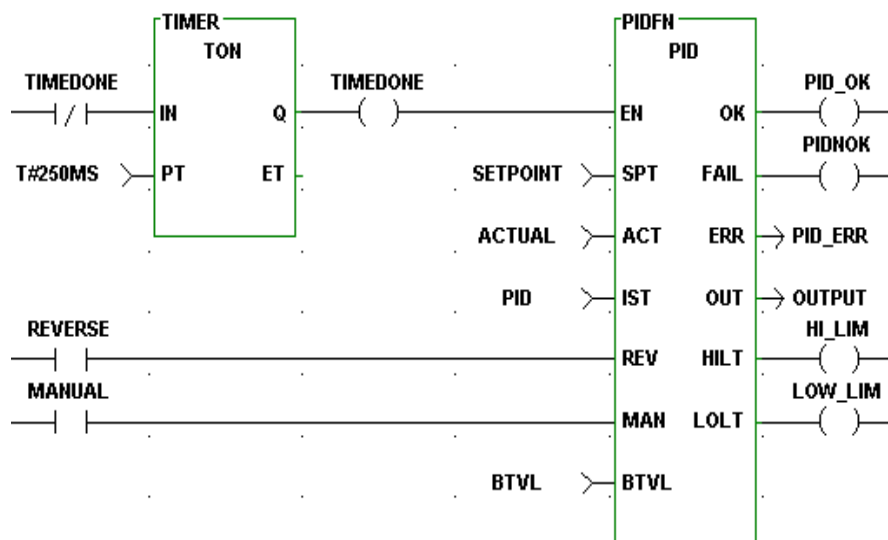 TIMER PIDFN
TON PID
TIMEDONE TIMEDONE PID_OK
IN Q EN OK
PIDNOK
T#250MS PT ET SETPOINT SPT FAIL
ACTUAL ACT ERR PID_ERR
PID IST OUT OUTPUT
REVERSE HI_LIM
REV HILT
MANUAL LOW_LIM
MAN LOLT
BTVL BTVL